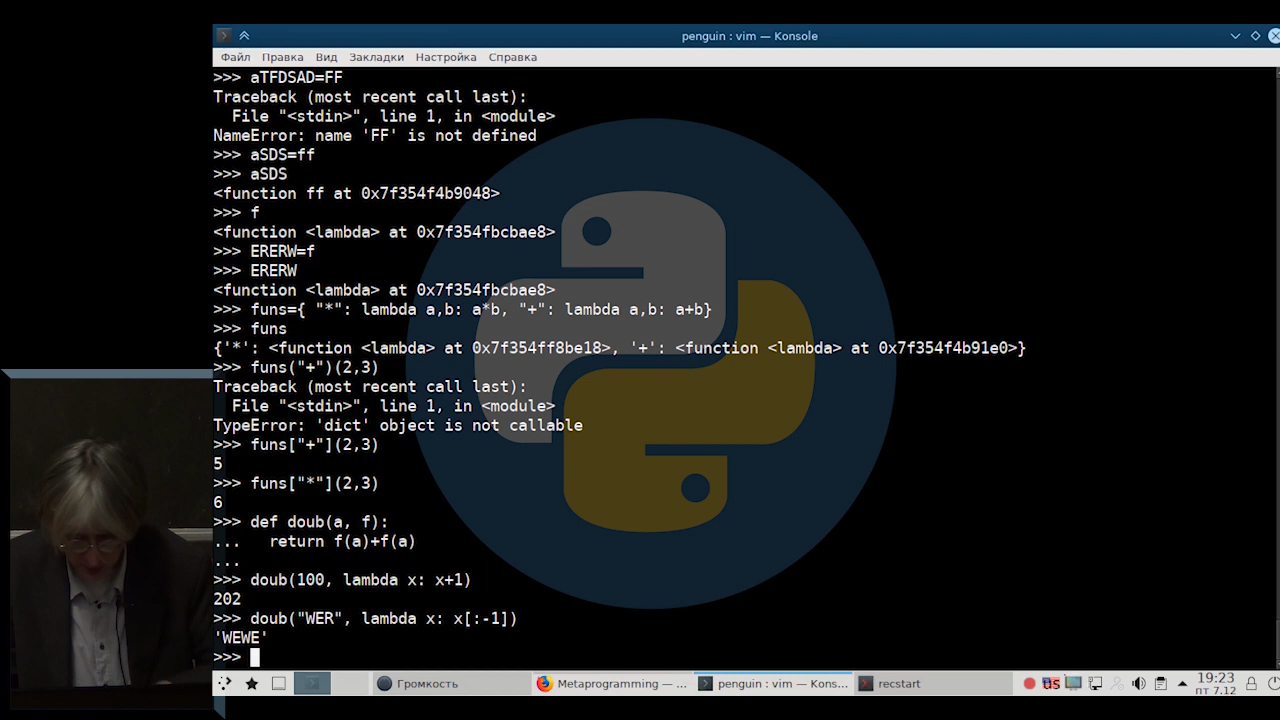 penguin : vim — Konsole
Файл Правка Вид Закладки Настройка Справка
>>> aTFDSAD=FF
Traceback (most recent call last):
  File "<stdin>", line 1, in <module>
NameError: name 'FF' is not defined
>>> aSDS=ff
>>> aSDS
<function ff at 0x7f354f4b9048>
>>> f
<function <lambda> at 0x7f354fbcbae8>
>>> ERERW=f
>>> ERERW
<function <lambda> at 0x7f354fbcbae8>
>>> funs={ "*": lambda a,b: a*b, "+": lambda a,b: a+b}
>>> funs
{'*': <function <lambda> at 0x7f354ff8be18>, '+': <function <lambda> at 0x7f354f4b91e0>}
>>> funs("+")(2,3)
Traceback (most recent call last):
  File "<stdin>", line 1, in <module>
TypeError: 'dict' object is not callable
>>> funs["+"](2,3)
5
>>> funs["*"](2,3)
6
>>> def doub(a, f):
...   return f(a)+f(a)
...
>>> doub(100, lambda x: x+1)
202
>>> doub("WER", lambda x: x[:-1])
'WEWE'
>>>
Громкость Metaprogramming — ... penguin : vim — Kons... recstart us 19:23
пт 7.12